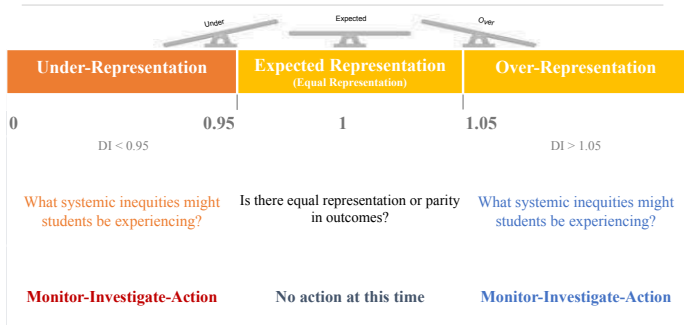 Under
Expected
Over
Under-Representation
Expected Representation
(Equal Representation)
Over-Representation
0
0.95
1
1.05
DI < 0.95
DI > 1.05
What systemic inequities might
students be experiencing?
Is there equal representation or parity
in outcomes?
What systemic inequities might
students be experiencing?
Monitor-Investigate-Action
No action at this time
Monitor-Investigate-Action